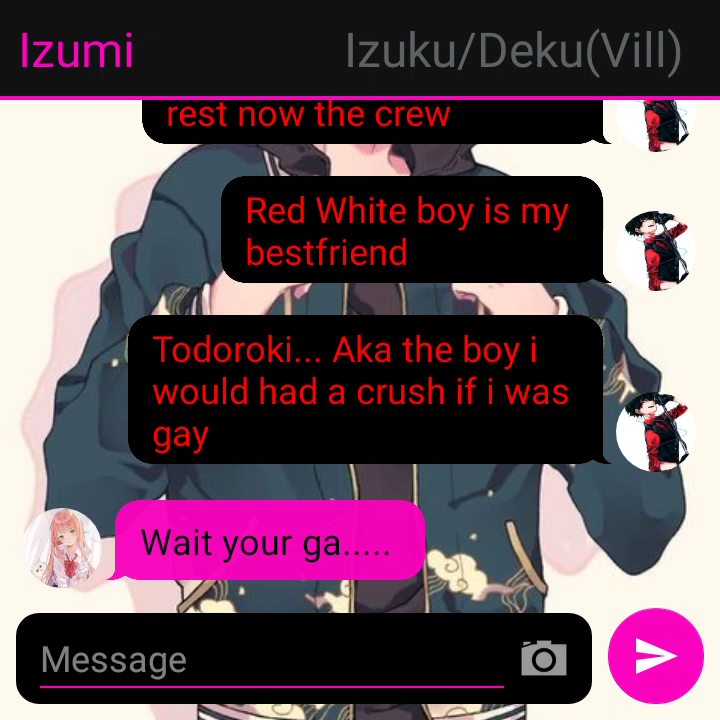 Izumi
Izuku/Deku(Vill)
rest now the crew
Red White boy is my
bestfriend
Todoroki... Aka the boy i
would had a crush if i was
gay
Wait your ga.....
Message